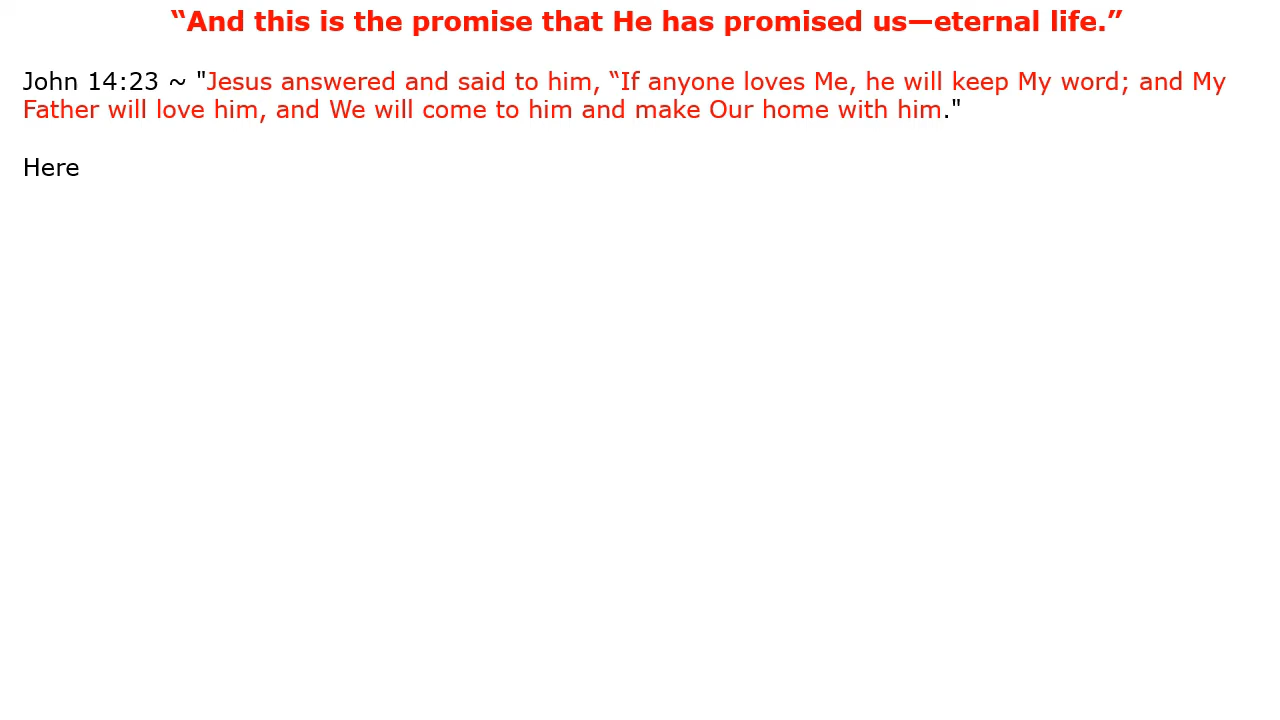 “And this is the promise that He has promised us—eternal life.”
John 14:23 ~ "Jesus answered and said to him, “If anyone loves Me, he will keep My word; and My
Father will love him, and We will come to him and make Our home with him."
Here